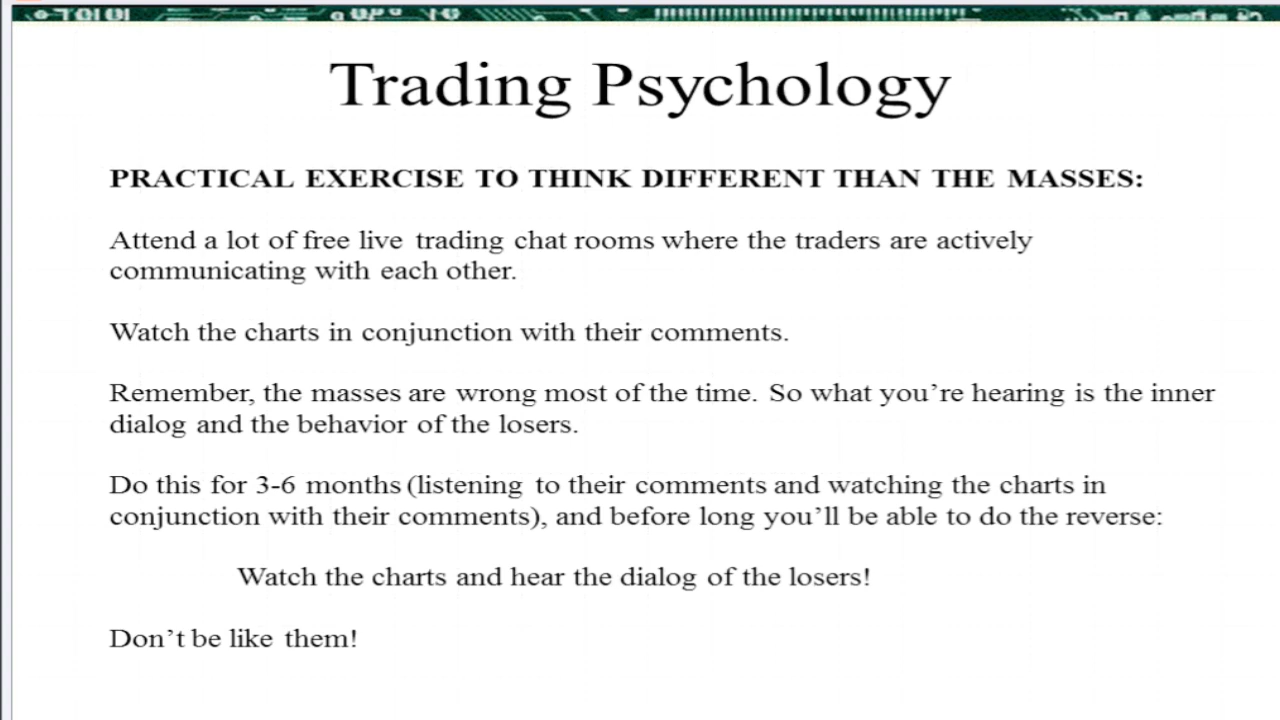 Trading Psychology
PRACTICAL EXERCISE TO THINK DIFFERENT THAN THE MASSES:
Attend a lot of free live trading chat rooms where the traders are actively
communicating with each other.
Watch the charts in conjunction with their comments.
Remember, the masses are wrong most of the time. So what you’re hearing is the inner
dialog and the behavior of the losers.
Do this for 3-6 months (listening to their comments and watching the charts in
conjunction with their comments), and before long you’ll be able to do the reverse:
Watch the charts and hear the dialog of the losers!
Don’t be like them!